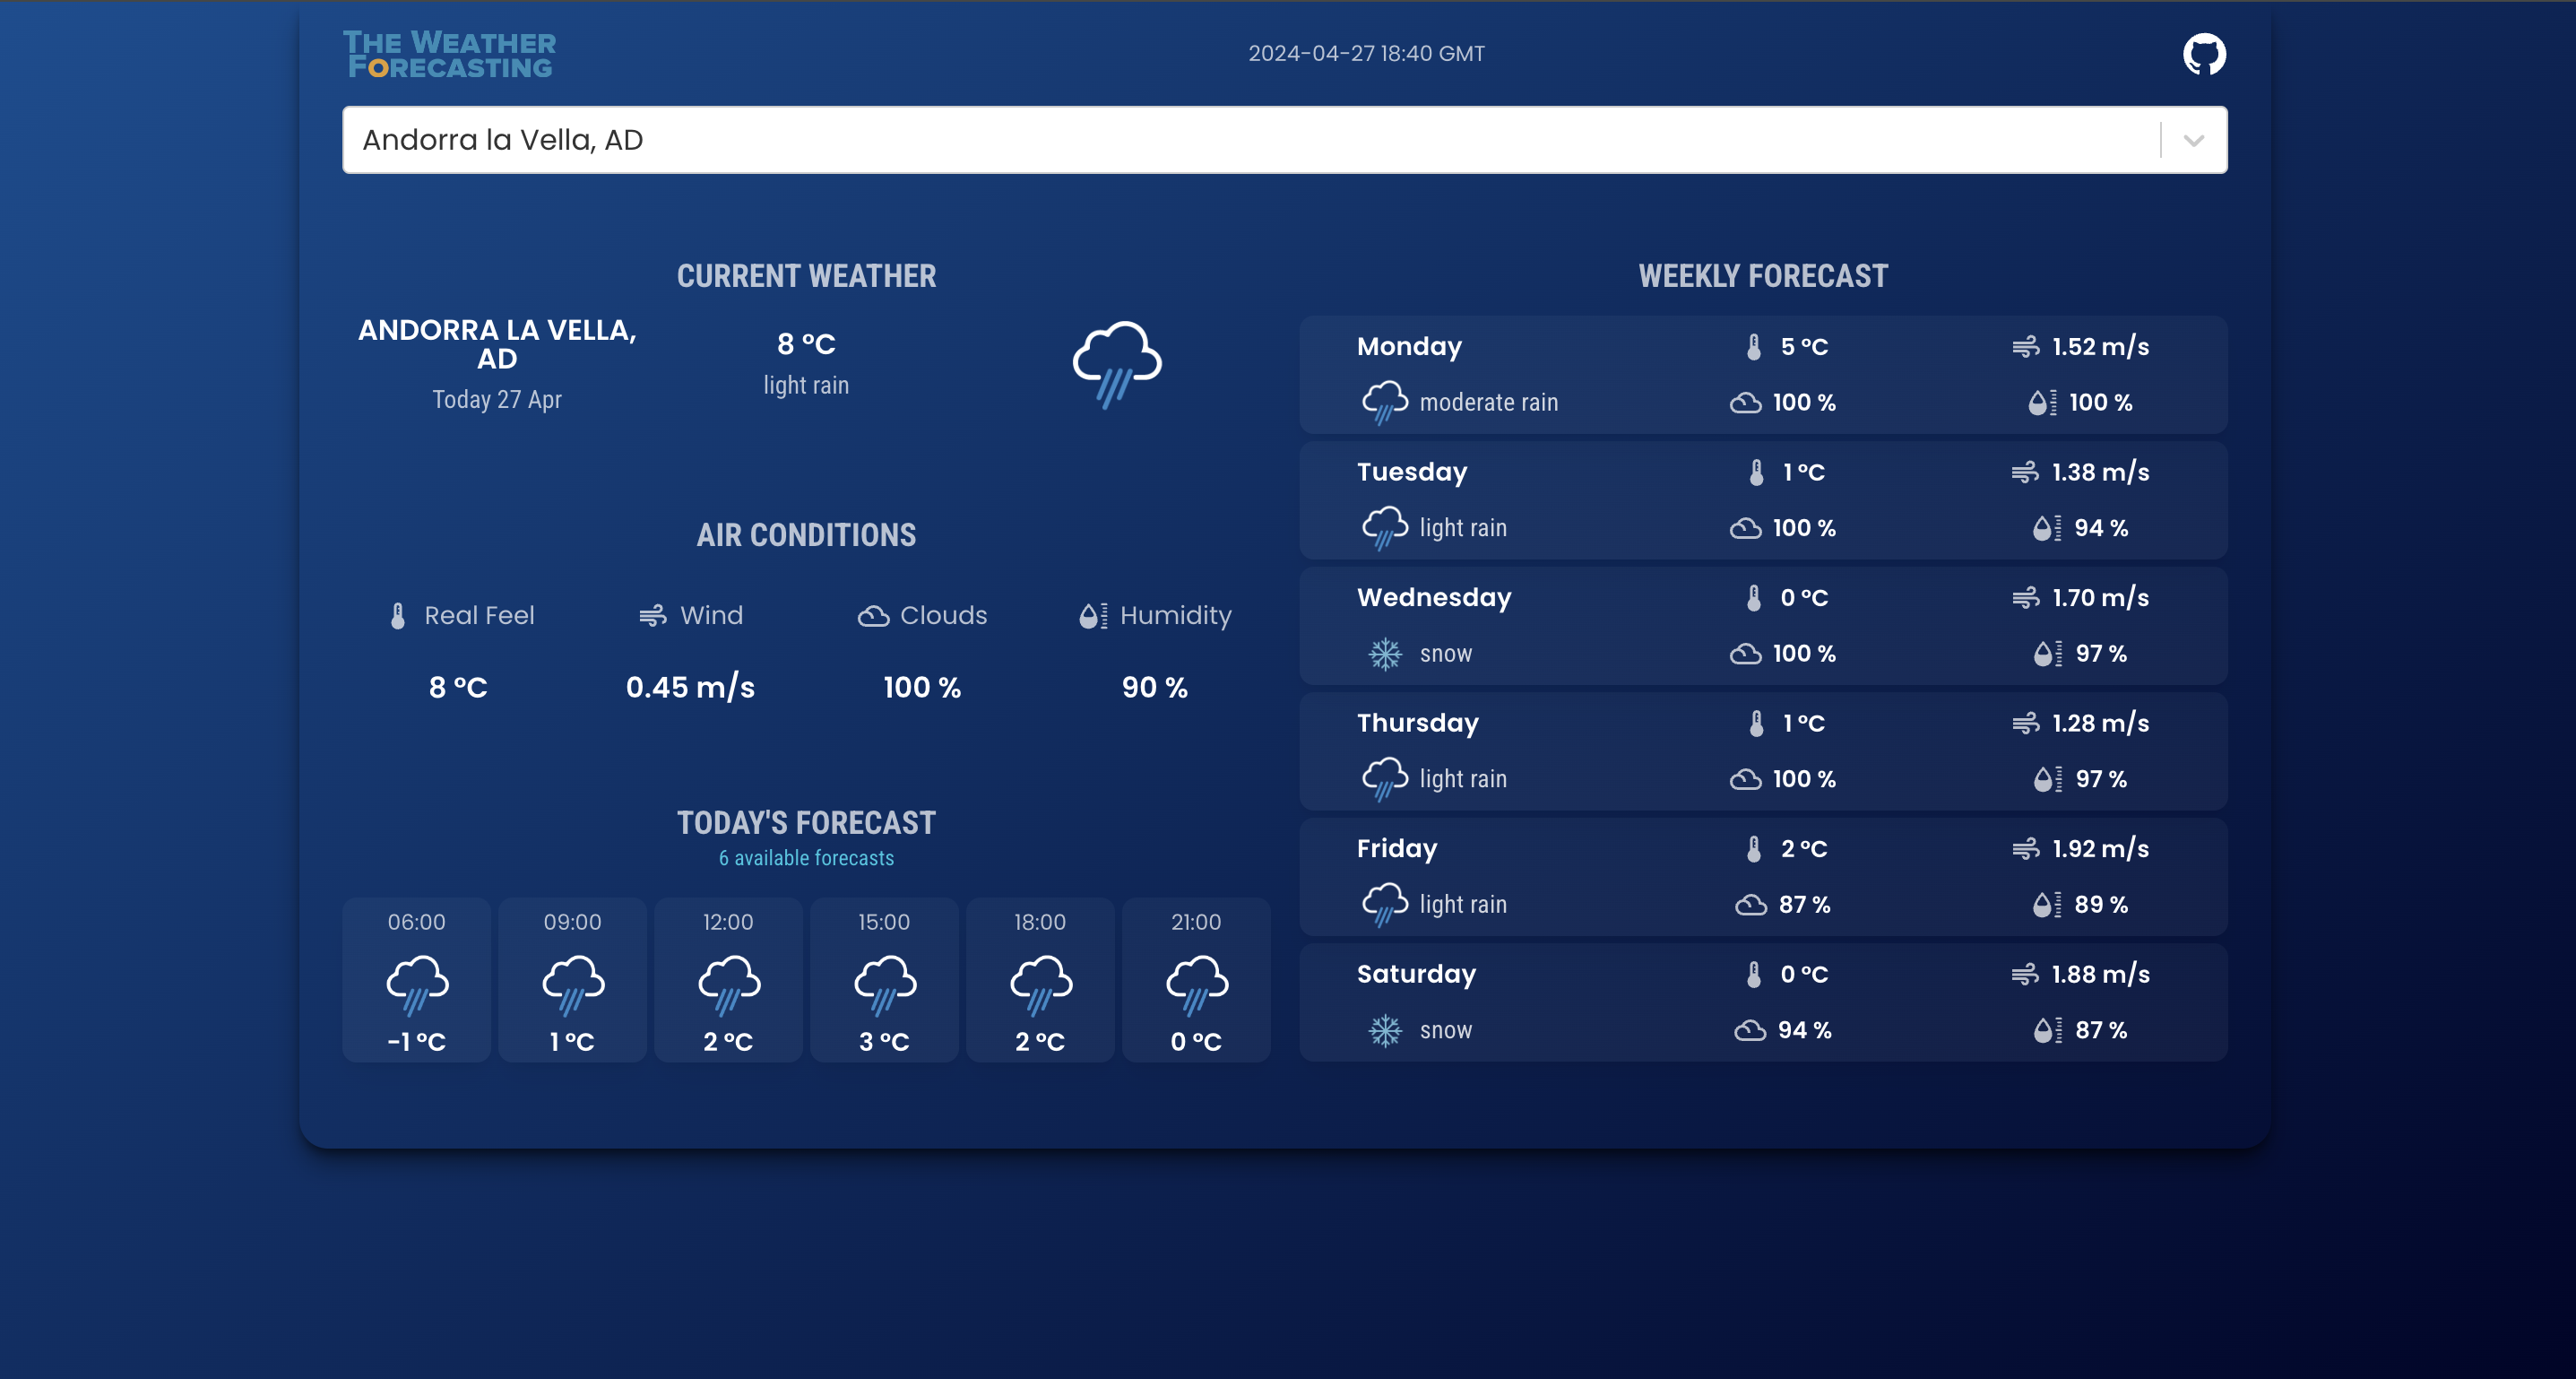 THE WEATHER
FORECASTING
2024-04-27 18:40 GMT
Andorra la Vella, AD
CURRENT WEATHER
ANDORRA LA VELLA,
AD
Today 27 Apr
8 °C
light rain
AIR CONDITIONS
Real Feel
8 °C
Wind
0.45 m/s
Clouds
100 %
Humidity
90 %
TODAY'S FORECAST
6 available forecasts
06:00
-1 °C
09:00
1 °C
12:00
2 °C
15:00
3 °C
18:00
2 °C
21:00
0 °C
WEEKLY FORECAST
Monday 5 °C 1.52 m/s
moderate rain 100 % 100 %
Tuesday 1 °C 1.38 m/s
light rain 100 % 94 %
Wednesday 0 °C 1.70 m/s
snow 100 % 97 %
Thursday 1 °C 1.28 m/s
light rain 100 % 97 %
Friday 2 °C 1.92 m/s
light rain 87 % 89 %
Saturday 0 °C 1.88 m/s
snow 94 % 87 %